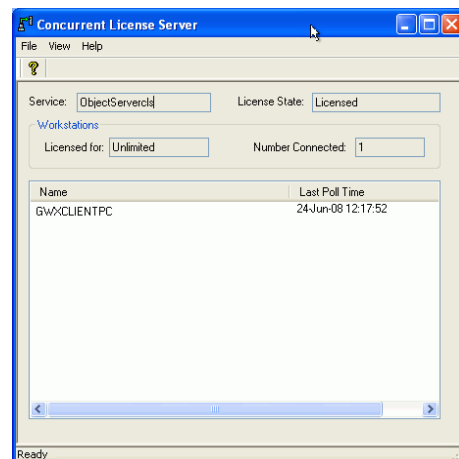 Concurrent License Server
File View Help
Service: ObjectServercls License State: Licensed
Workstations
Licensed for: Unlimited Number Connected: 1
Name Last Poll Time
GWXCLIENTPC 24-Jun-08 12:17:52
Ready